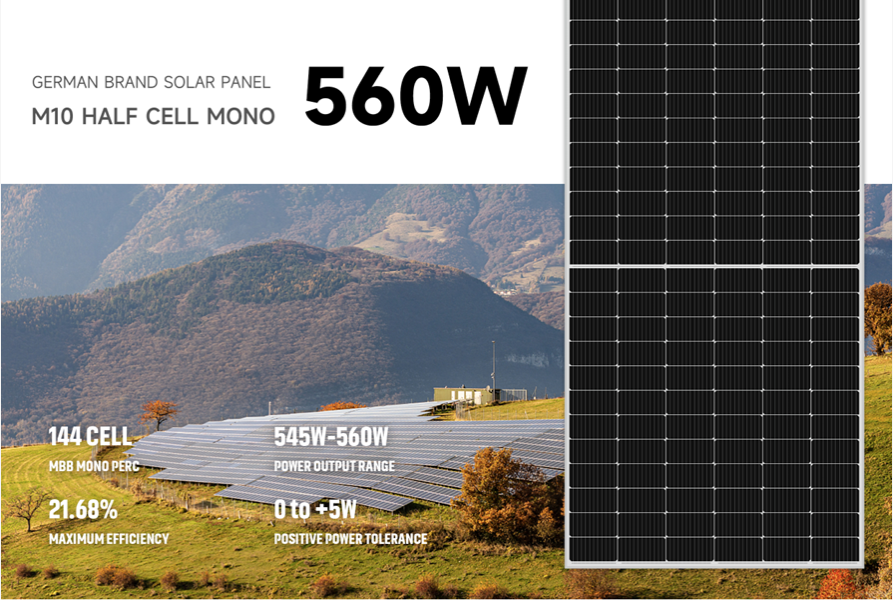 GERMAN BRAND SOLAR PANEL
M10 HALF CELL MONO
560W
144 CELL
MBB MONO PERC
545W-560W
POWER OUTPUT RANGE
21.68%
MAXIMUM EFFICIENCY
0 to +5W
POSITIVE POWER TOLERANCE